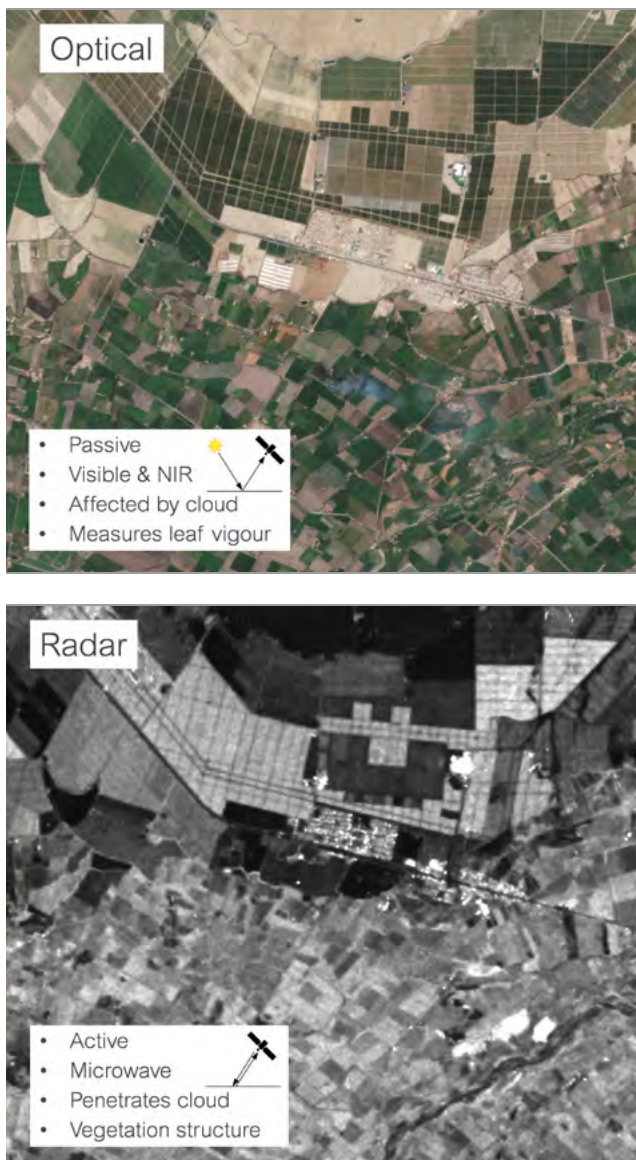 Optical
• Passive
• Visible & NIR
• Affected by cloud
• Measures leaf vigour
Radar
• Active
• Microwave
• Penetrates cloud
• Vegetation structure